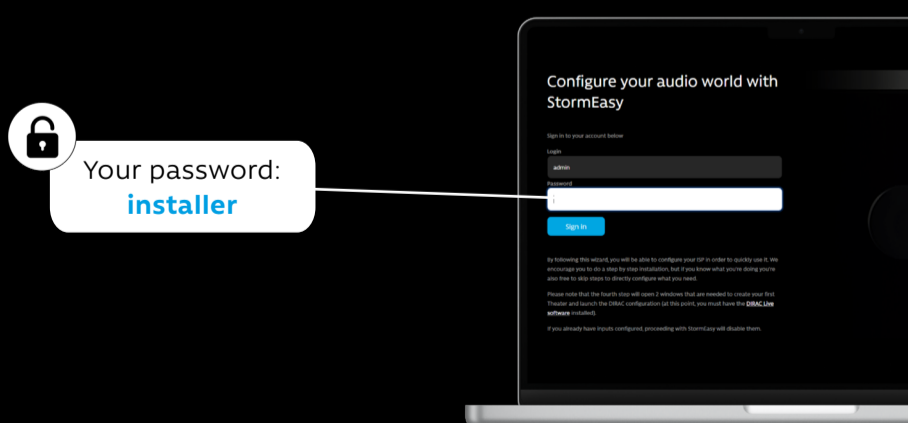 Your password:
installer
Configure your audio world with
StormEasy
Sign in to your account below
Login
admin
Password
Sign in
By following this wizard, you will be able to configure your ISP in order to quickly use it. We
encourage you to do a step by step installation, but if you know what you're doing you're
also free to skip steps to directly configure what you need.
Please note that the fourth step will open 2 windows that are needed to create your first
Theater and launch the DIRAC configuration (at this point, you must have the DIRAC Live
software installed).
If you already have inputs configured, proceeding with StormEasy will disable them.